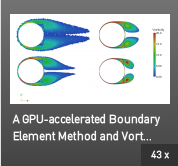 A GPU-accelerated Boundary
Element Method and Vort...
43 x